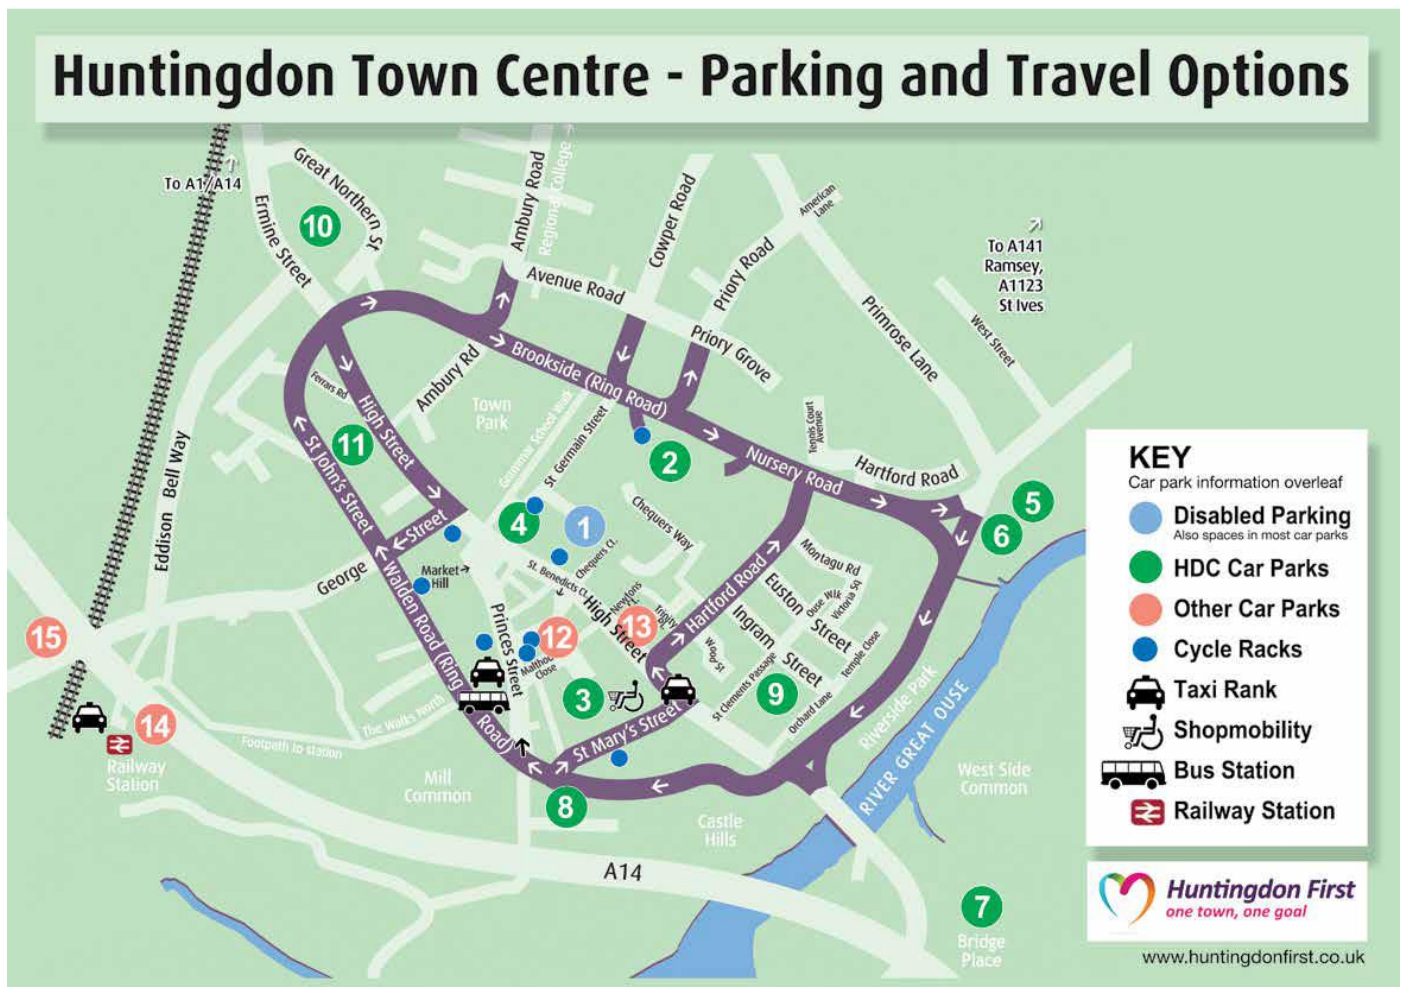 Huntingdon Town Centre - Parking and Travel Options
To A1/A14
Great Northern St
10
Ermine Street
Ambury Road
Regional College
Cowper Road
American
Lane
Avenue Road
Priory Road
To A141
Ramsey,
A1123
St Ives
Priory Grove
Primrose Lane
West Street
Brookside (Ring Road)
Ambury Rd
Ferrars Rd
High Street
Town
Park
Grammar School Walk
St Germain Street
11
St John's Street
2
Nursery Road
Tennis Court
Avenue
Hartford Road
Eddison Bell Way
5
6
4
1
Chequers Way
George Street
Market
Hill
St. Benedicts Ct.
Chequers Ct.
Walden Road (Ring Road)
Princes street
High Street
Newtons
Trinity
Hartford Road
Montagu Rd
Euston Street
Ouse Wlk
Victoria Sq
Ingram Street
Temple Close
Wood St
St Clements Passage
Orchard Lane
12
13
Close
15
14
Railway
Station
3
9
St Mary's Street
The Walks North
Footpath to station
Mill
Common
8
Riverside Park
RIVER GREAT OUSE
West Side
Common
Castle
Hills
A14
7
Bridge
Place
KEY
Car park information overleaf
Disabled Parking
Also spaces in most car parks
HDC Car Parks
Other Car Parks
Cycle Racks
Taxi Rank
Shopmobility
Bus Station
Railway Station
Huntingdon First
one town, one goal
www.huntingdonfirst.co.uk